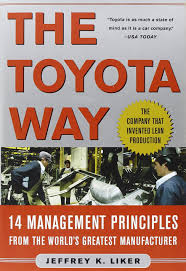 "Toyota is as much a state of
mind as it is a car company."
-USA TODAY
THE
TOYOTA
WAY
THE
COMPANY THAT
INVENTED LEAN
PRODUCTION
14 MANAGEMENT PRINCIPLES
FROM THE WORLD'S GREATEST MANUFACTURER
JEFFREY K. LIKER